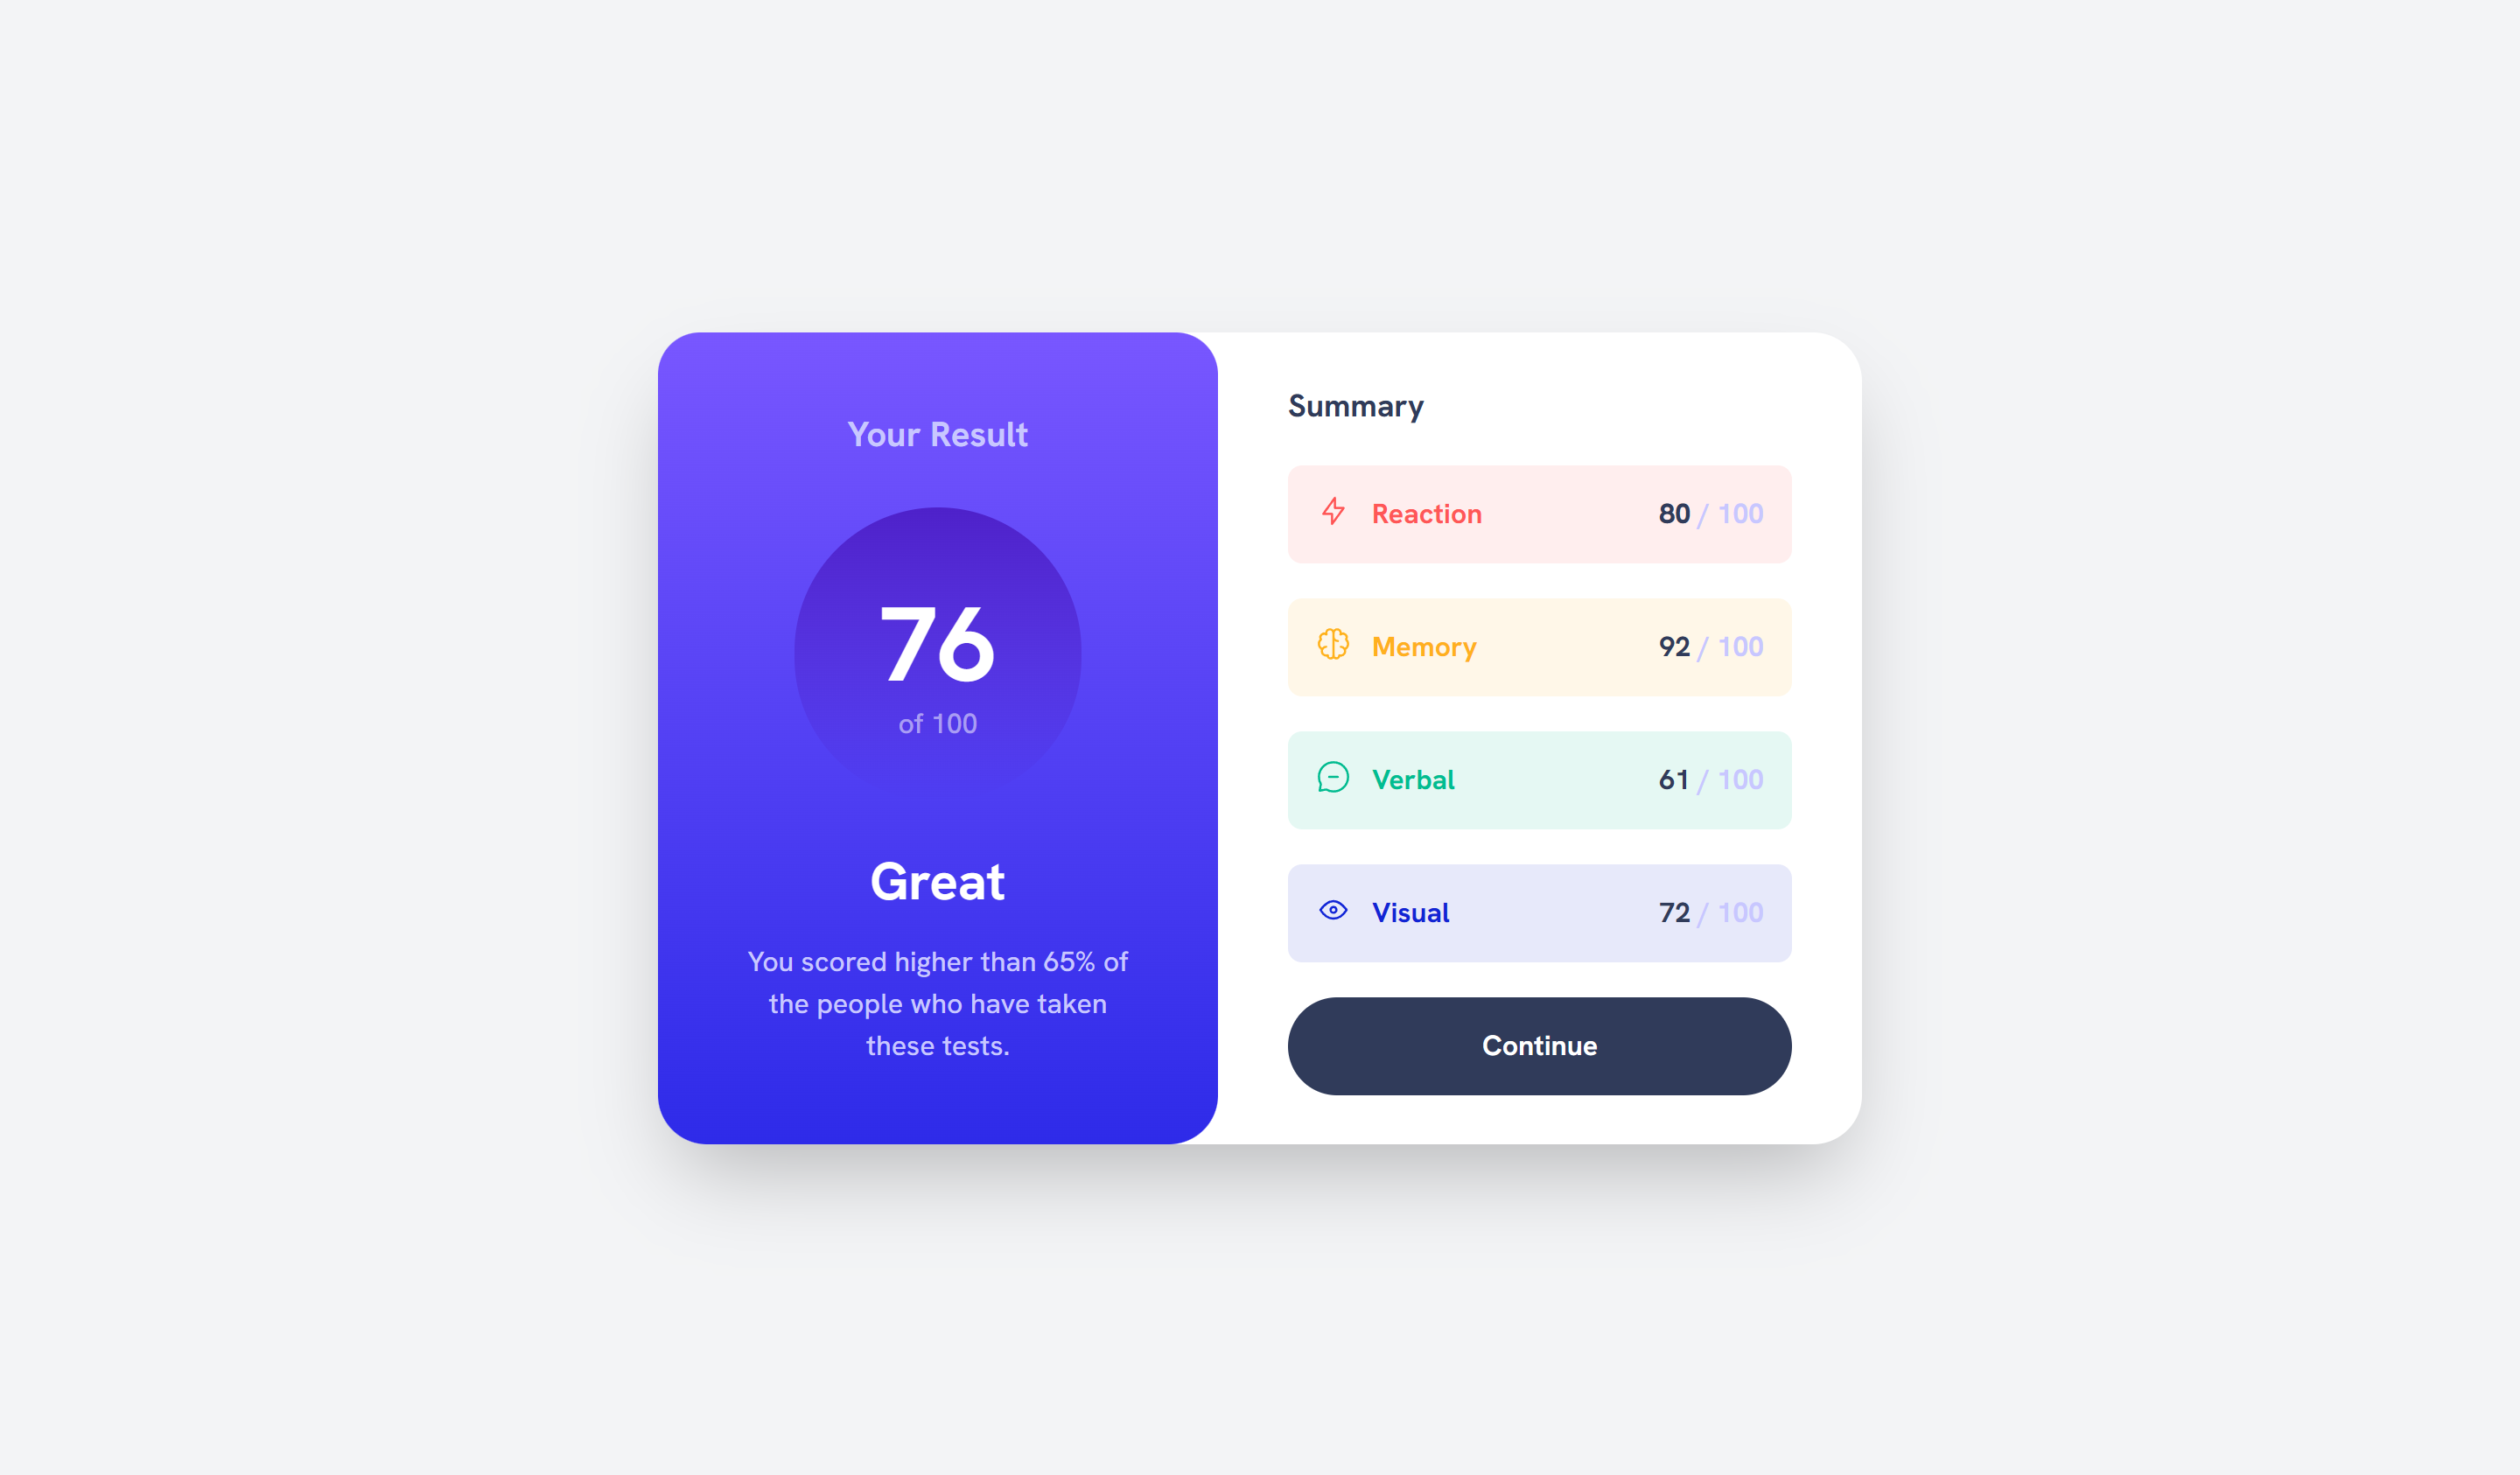 Your Result
76
of 100
Great
You scored higher than 65% of
the people who have taken
these tests.
Summary
Reaction 80 / 100
Memory 92 / 100
Verbal 61 / 100
Visual 72 / 100
Continue